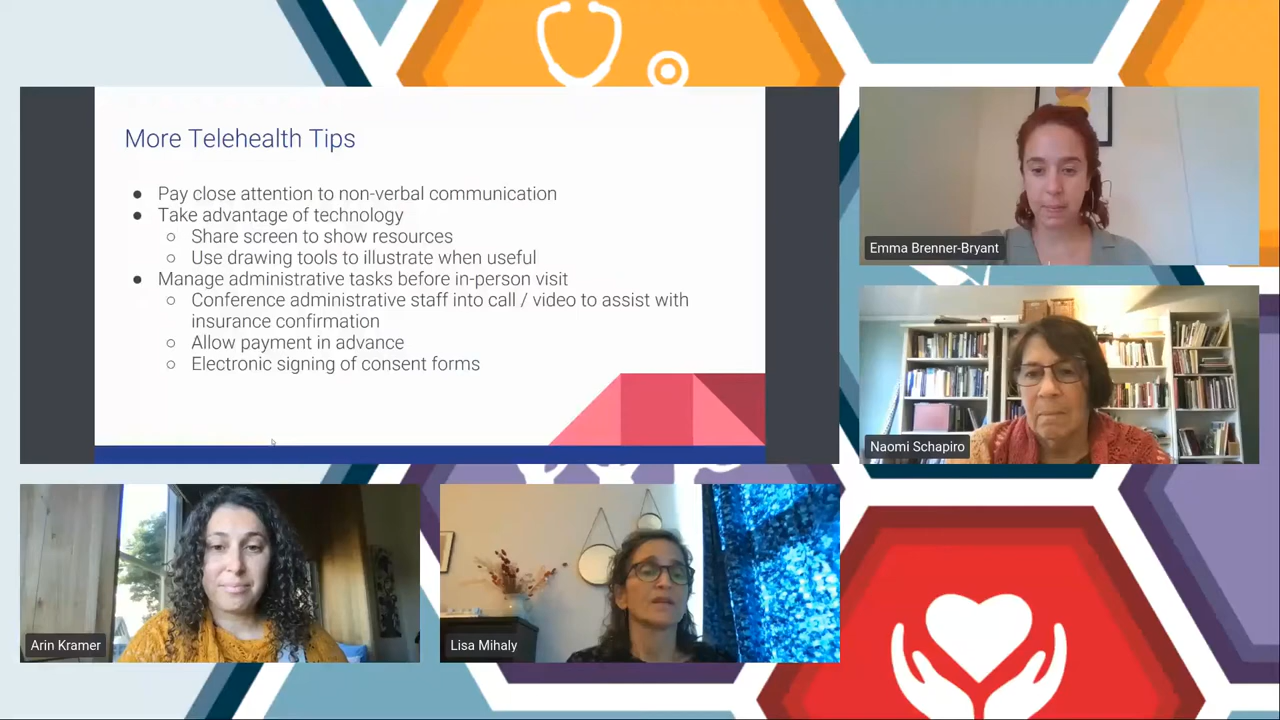 More Telehealth Tips
● Pay close attention to non-verbal communication
● Take advantage of technology
○ Share screen to show resources
○ Use drawing tools to illustrate when useful
● Manage administrative tasks before in-person visit
○ Conference administrative staff into call / video to assist with
insurance confirmation
○ Allow payment in advance
○ Electronic signing of consent forms
Emma Brenner-Bryant
Naomi Schapiro
Arin Kramer
Lisa Mihaly